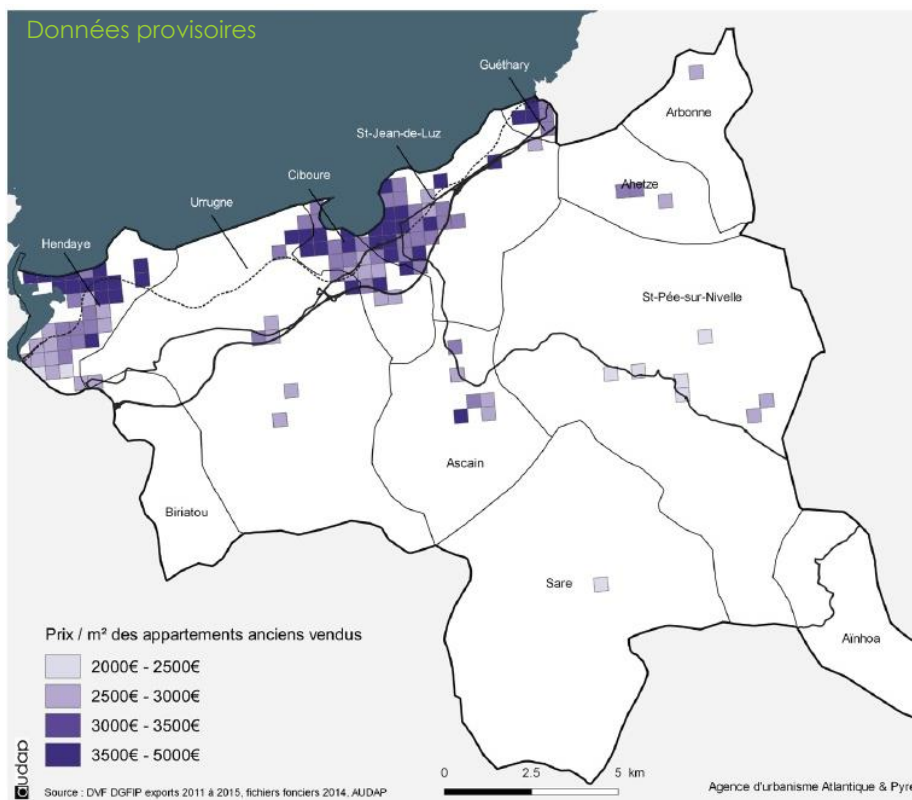 Données provisoires
Guéthary
Arbonne
St-Jean-de-Luz
Ahetze
Ciboure
Urrugne
Hendaye
St-Pée-sur-Nivelle
Ascain
Biriatou
Sare
Aïnhoa
Prix / m² des appartements anciens vendus
2000€ - 2500€
2500€ - 3000€
3000€ - 3500€
3500€ - 5000€
0 2.5 5 km
audap
Source : DVF DGFIP exports 2011 à 2015, fichiers fonciers 2014, AUDAP
Agence d'urbanisme Atlantique & Pyré